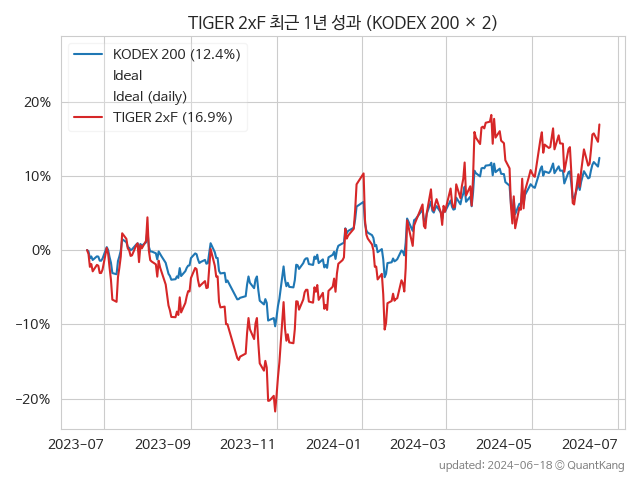 TIGER 2xF 최근 1년 성과 (KODEX 200 × 2)
KODEX 200 (12.4%)
Ideal
Ideal (daily)
TIGER 2xF (16.9%)
20%
10%
0%
−10%
−20%
2023-07 2023-09 2023-11 2024-01 2024-03 2024-05 2024-07
updated: 2024-06-18 © QuantKang